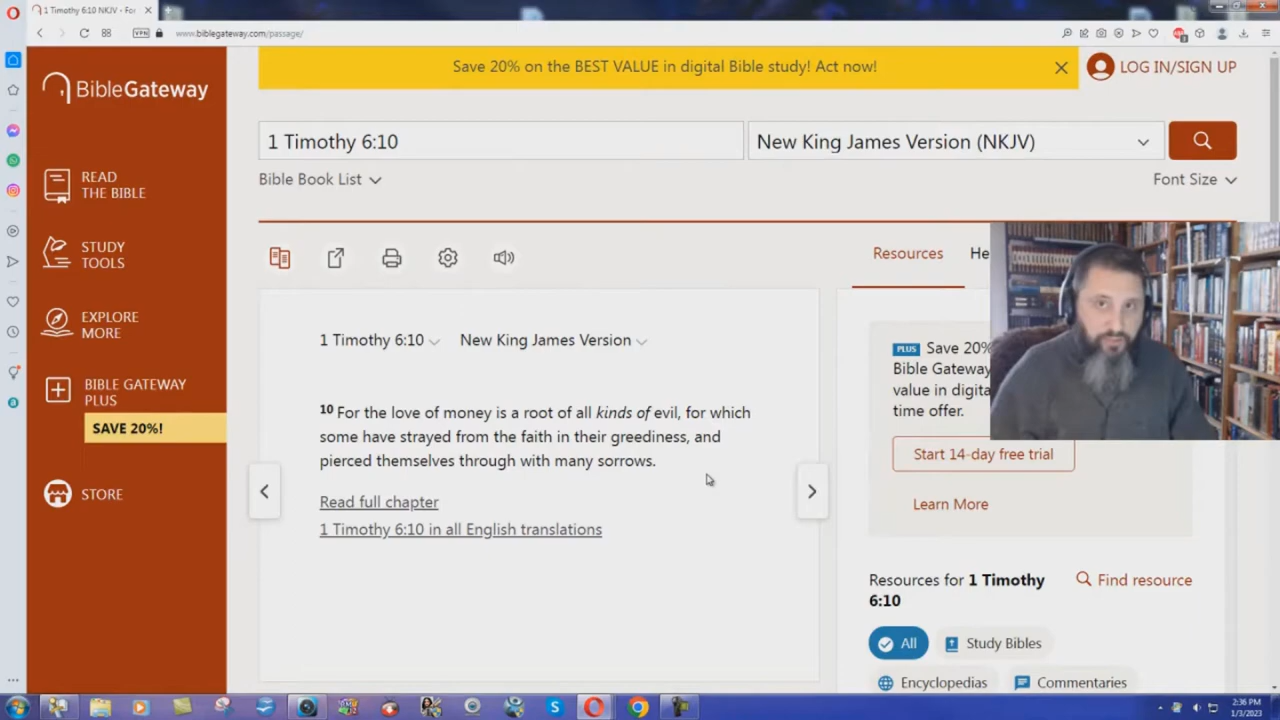 1 Timothy 6:10 NKJV - For
VPN
www.biblegateway.com/passage/
BibleGateway
Save 20% on the BEST VALUE in digital Bible study! Act now!
LOG IN/SIGN UP
1 Timothy 6:10
New King James Version (NKJV)
Bible Book List
Font Size
READ
THE BIBLE
STUDY
TOOLS
EXPLORE
MORE
BIBLE GATEWAY
PLUS
SAVE 20%!
STORE
Resources
He
1 Timothy 6:10
New King James Version
10 For the love of money is a root of all kinds of evil, for which
some have strayed from the faith in their greediness, and
pierced themselves through with many sorrows.
Read full chapter
1 Timothy 6:10 in all English translations
PLUS Save 20%
Bible Gateway
value in digita
time offer.
Start 14-day free trial
Learn More
Resources for 1 Timothy
6:10
Find resource
All
Study Bibles
Encyclopedias
Commentaries
2:36 PM
1/3/2023